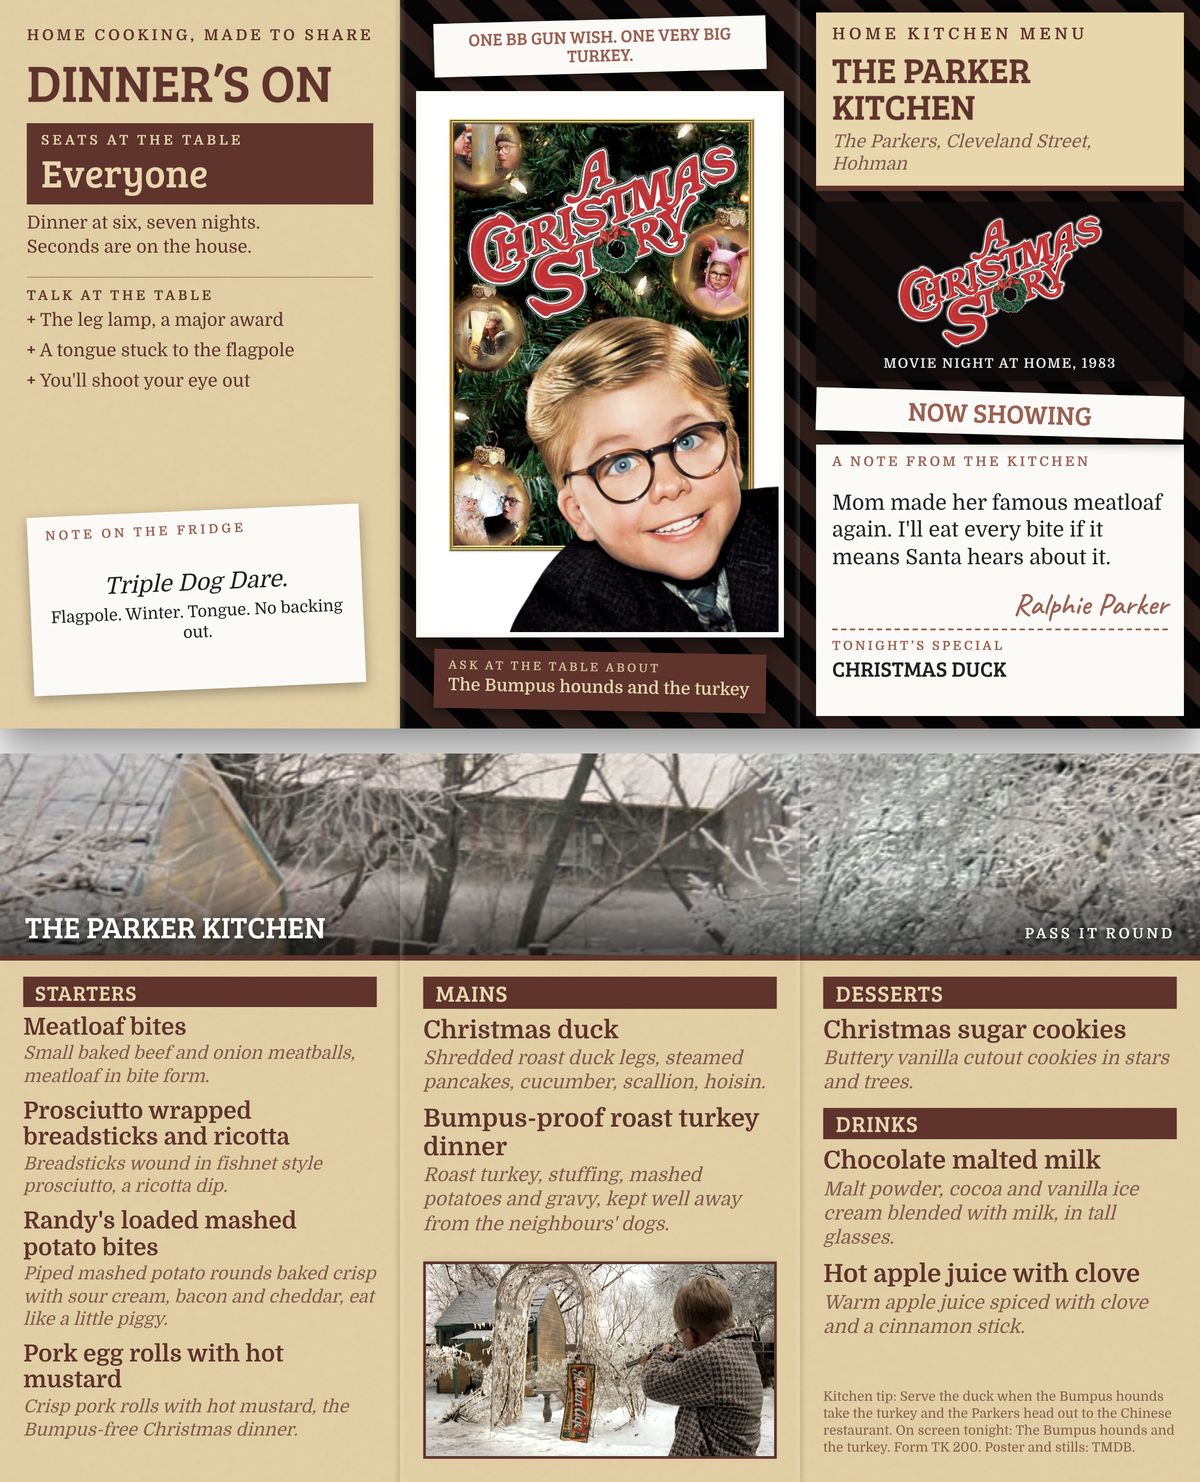 HOME COOKING, MADE TO SHARE
DINNER'S ON
SEATS AT THE TABLE
Everyone
Dinner at six, seven nights.
Seconds are on the house.
TALK AT THE TABLE
+ The leg lamp, a major award
+ A tongue stuck to the flagpole
+ You'll shoot your eye out
NOTE ON THE FRIDGE
Triple Dog Dare.
Flagpole. Winter. Tongue. No backing
out.
ONE BB GUN WISH. ONE VERY BIG
TURKEY.
A
CHRISTMAS
STORY
ASK AT THE TABLE ABOUT
The Bumpus hounds and the turkey
HOME KITCHEN MENU
THE PARKER
KITCHEN
The Parkers, Cleveland Street,
Hohman
A
CHRISTMAS
STORY
MOVIE NIGHT AT HOME, 1983
NOW SHOWING
A NOTE FROM THE KITCHEN
Mom made her famous meatloaf
again. I'll eat every bite if it
means Santa hears about it.
Ralphie Parker
TONIGHT'S SPECIAL
CHRISTMAS DUCK
THE PARKER KITCHEN
PASS IT ROUND
STARTERS
Meatloaf bites
Small baked beef and onion meatballs,
meatloaf in bite form.
Prosciutto wrapped
breadsticks and ricotta
Breadsticks wound in fishnet style
prosciutto, a ricotta dip.
Randy's loaded mashed
potato bites
Piped mashed potato rounds baked crisp
with sour cream, bacon and cheddar, eat
like a little piggy.
Pork egg rolls with hot
mustard
Crisp pork rolls with hot mustard, the
Bumpus-free Christmas dinner.
MAINS
Christmas duck
Shredded roast duck legs, steamed
pancakes, cucumber, scallion, hoisin.
Bumpus-proof roast turkey
dinner
Roast turkey, stuffing, mashed
potatoes and gravy, kept well away
from the neighbours' dogs.
DESSERTS
Christmas sugar cookies
Buttery vanilla cutout cookies in stars
and trees.
DRINKS
Chocolate malted milk
Malt powder, cocoa and vanilla ice
cream blended with milk, in tall
glasses.
Hot apple juice with clove
Warm apple juice spiced with clove
and a cinnamon stick.
Kitchen tip: Serve the duck when the Bumpus hounds
take the turkey and the Parkers head out to the Chinese
restaurant. On screen tonight: The Bumpus hounds and
the turkey. Form TK 200. Poster and stills: TMDB.